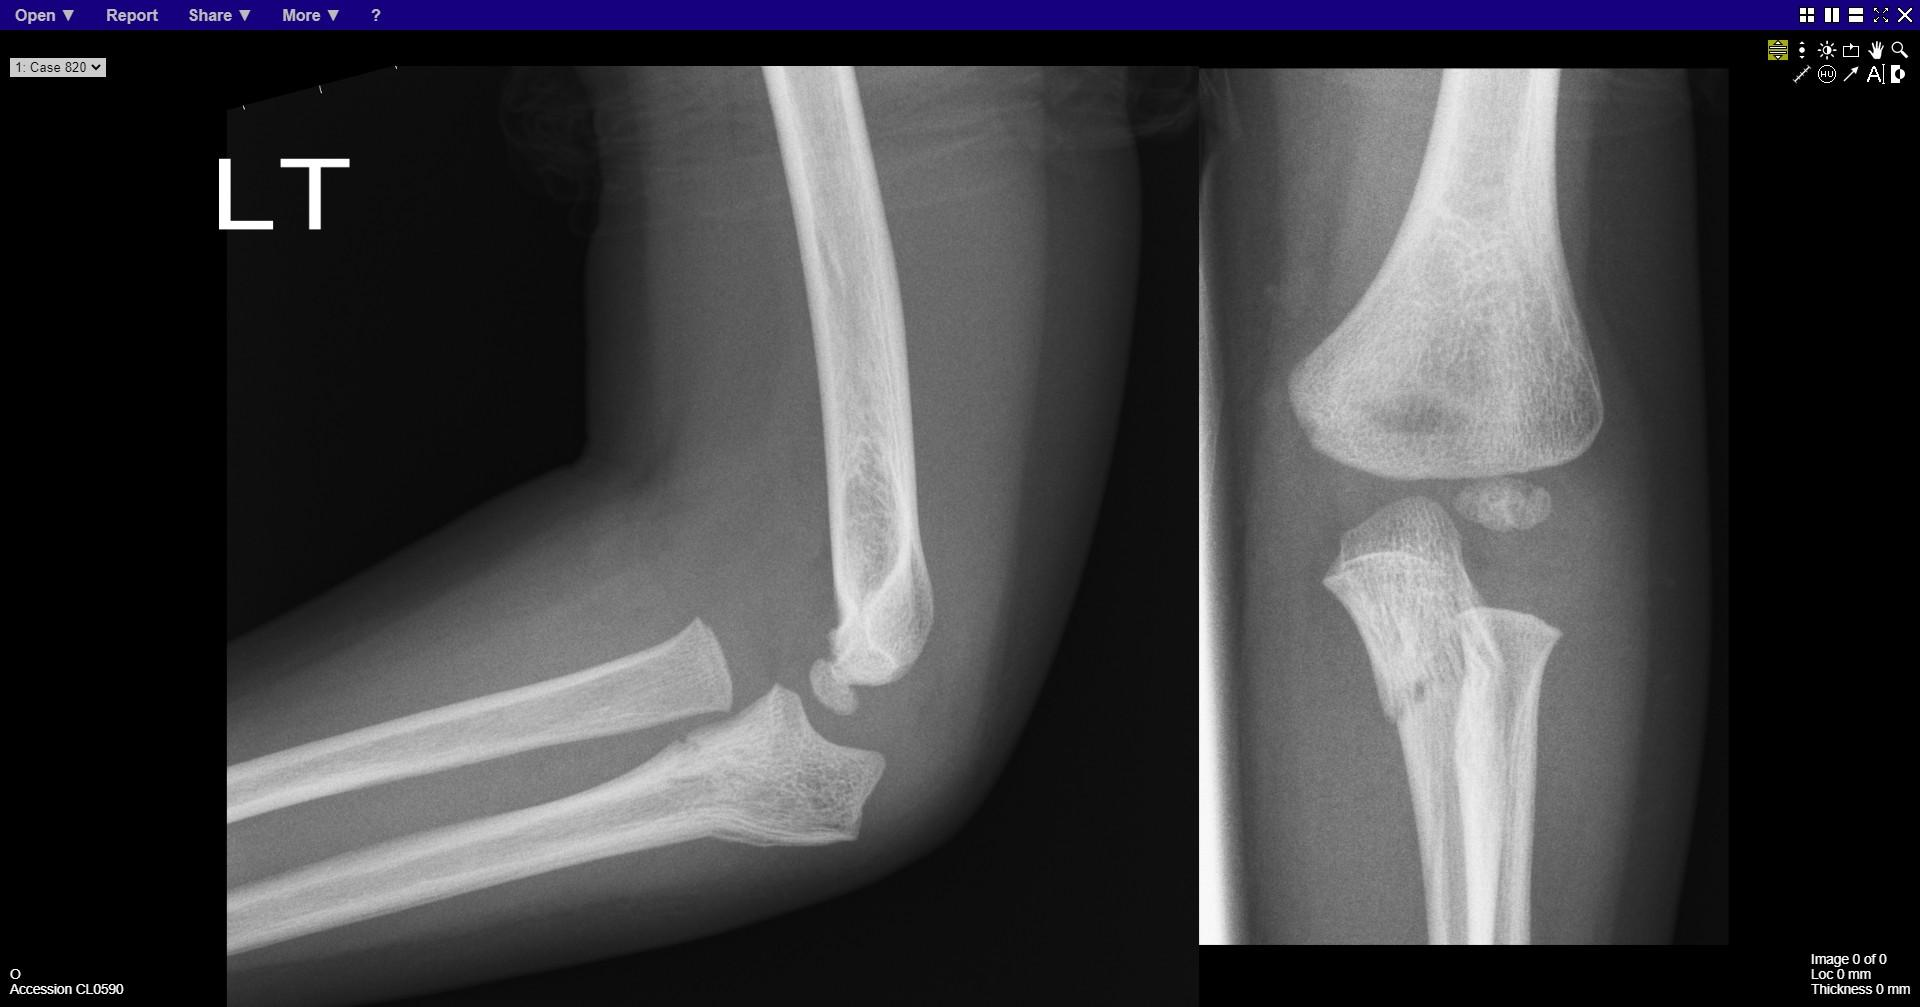 Open ▼ Report Share ▼ More ▼ ?
1: Case 820
HU
A
LT
O
Accession CL0590
Image 0 of 0
Loc 0 mm
Thickness 0 mm